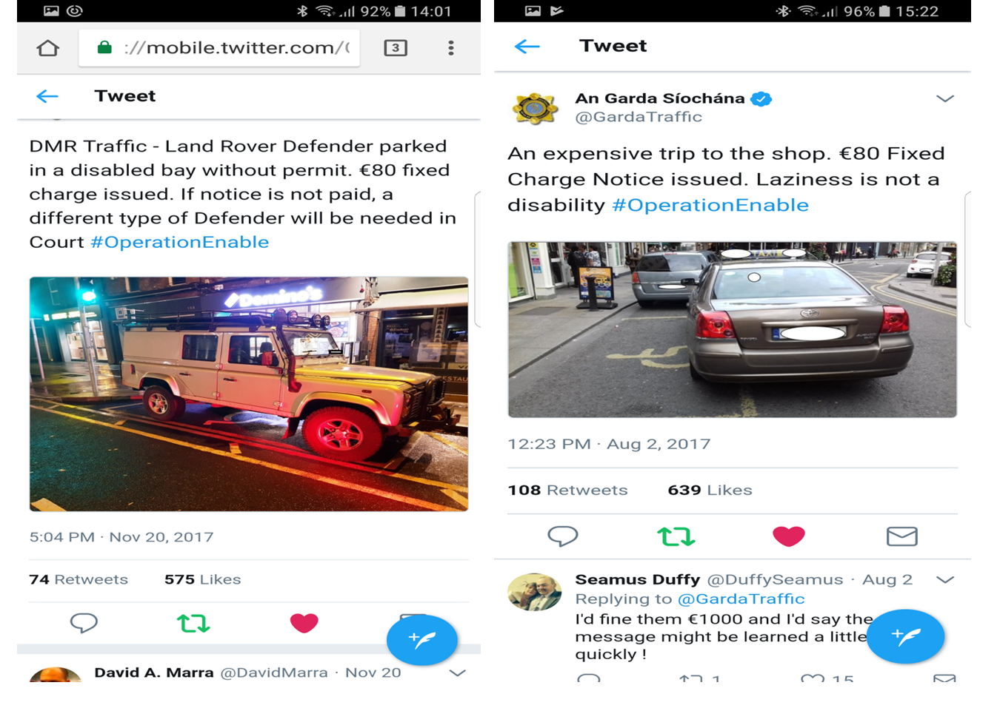 92% 14:01
://mobile.twitter.com/
3
Tweet
DMR Traffic - Land Rover Defender parked
in a disabled bay without permit. €80 fixed
charge issued. If notice is not paid, a
different type of Defender will be needed in
Court #OperationEnable
Domino's
5:04 PM · Nov 20, 2017
74 Retweets 575 Likes
David A. Marra @DavidMarra · Nov 20
96% 15:22
Tweet
An Garda Síochána
@GardaTraffic
An expensive trip to the shop. €80 Fixed
Charge Notice issued. Laziness is not a
disability #OperationEnable
TAXI
12:23 PM · Aug 2, 2017
108 Retweets 639 Likes
Seamus Duffy @DuffySeamus · Aug 2
Replying to @GardaTraffic
I'd fine them €1000 and I'd say the
message might be learned a little
quickly !
1 15